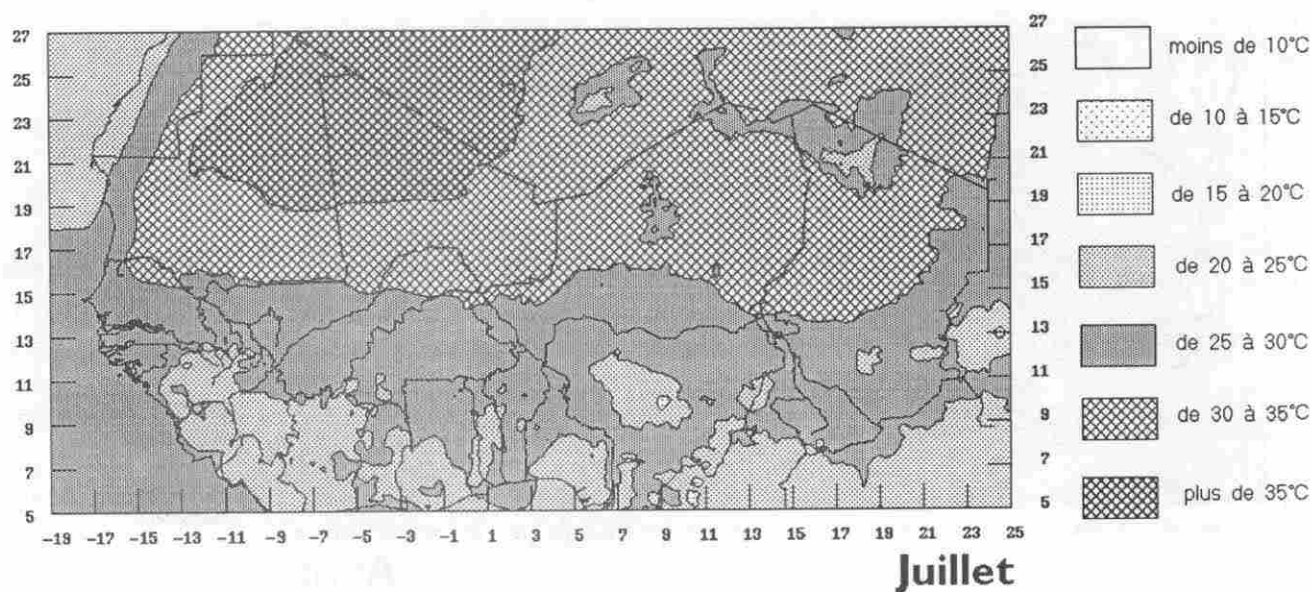 27
25
23
21
19
17
15
13
11
9
7
5
-19 -17 -15 -13 -11 -9 -7 -5 -3 -1 1 3 5 7 9 11 13 15 17 19 21 23 25
27
25
23
21
19
17
15
13
11
9
7
5
moins de 10°C
de 10 à 15°C
de 15 à 20°C
de 20 à 25°C
de 25 à 30°C
de 30 à 35°C
plus de 35°C
Juillet